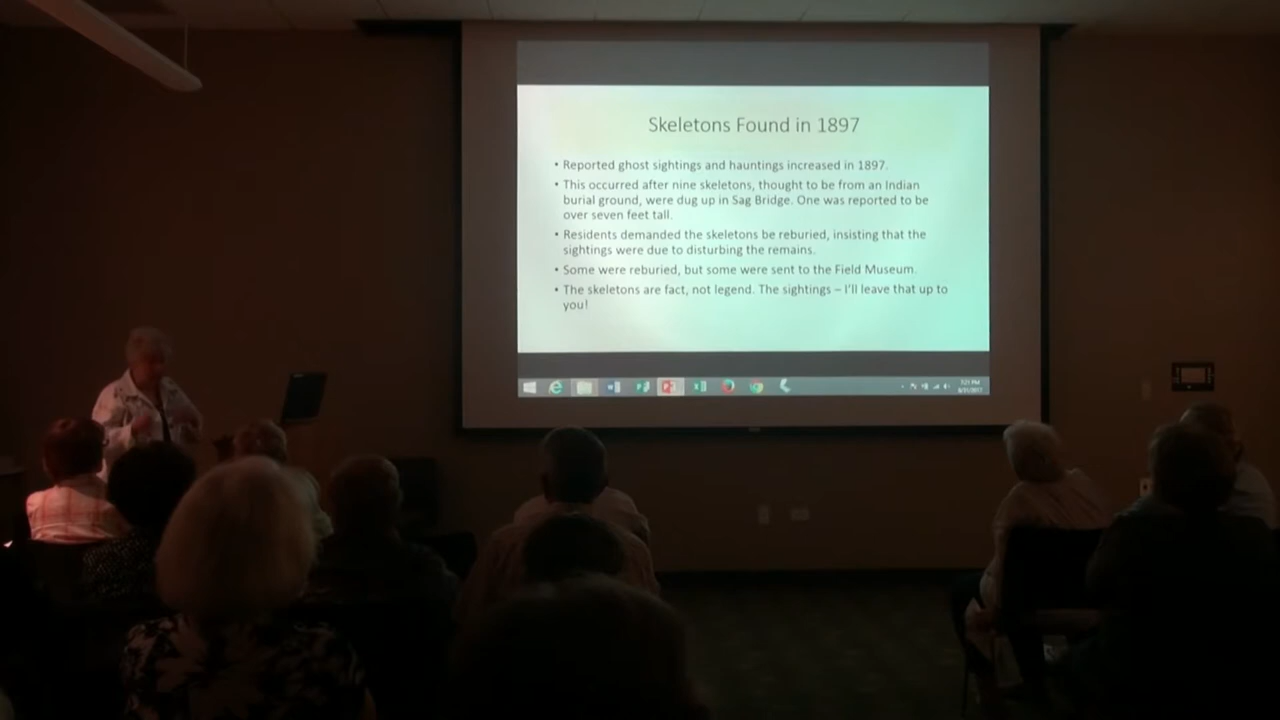 Skeletons Found in 1897
• Reported ghost sightings and hauntings increased in 1897.
• This occurred after nine skeletons, thought to be from an Indian
burial ground, were dug up in Sag Bridge. One was reported to be
over seven feet tall.
• Residents demanded the skeletons be reburied, insisting that the
sightings were due to disturbing the remains.
• Some were reburied, but some were sent to the Field Museum.
• The skeletons are fact, not legend. The sightings – I'll leave that up to
you!
7:21 PM